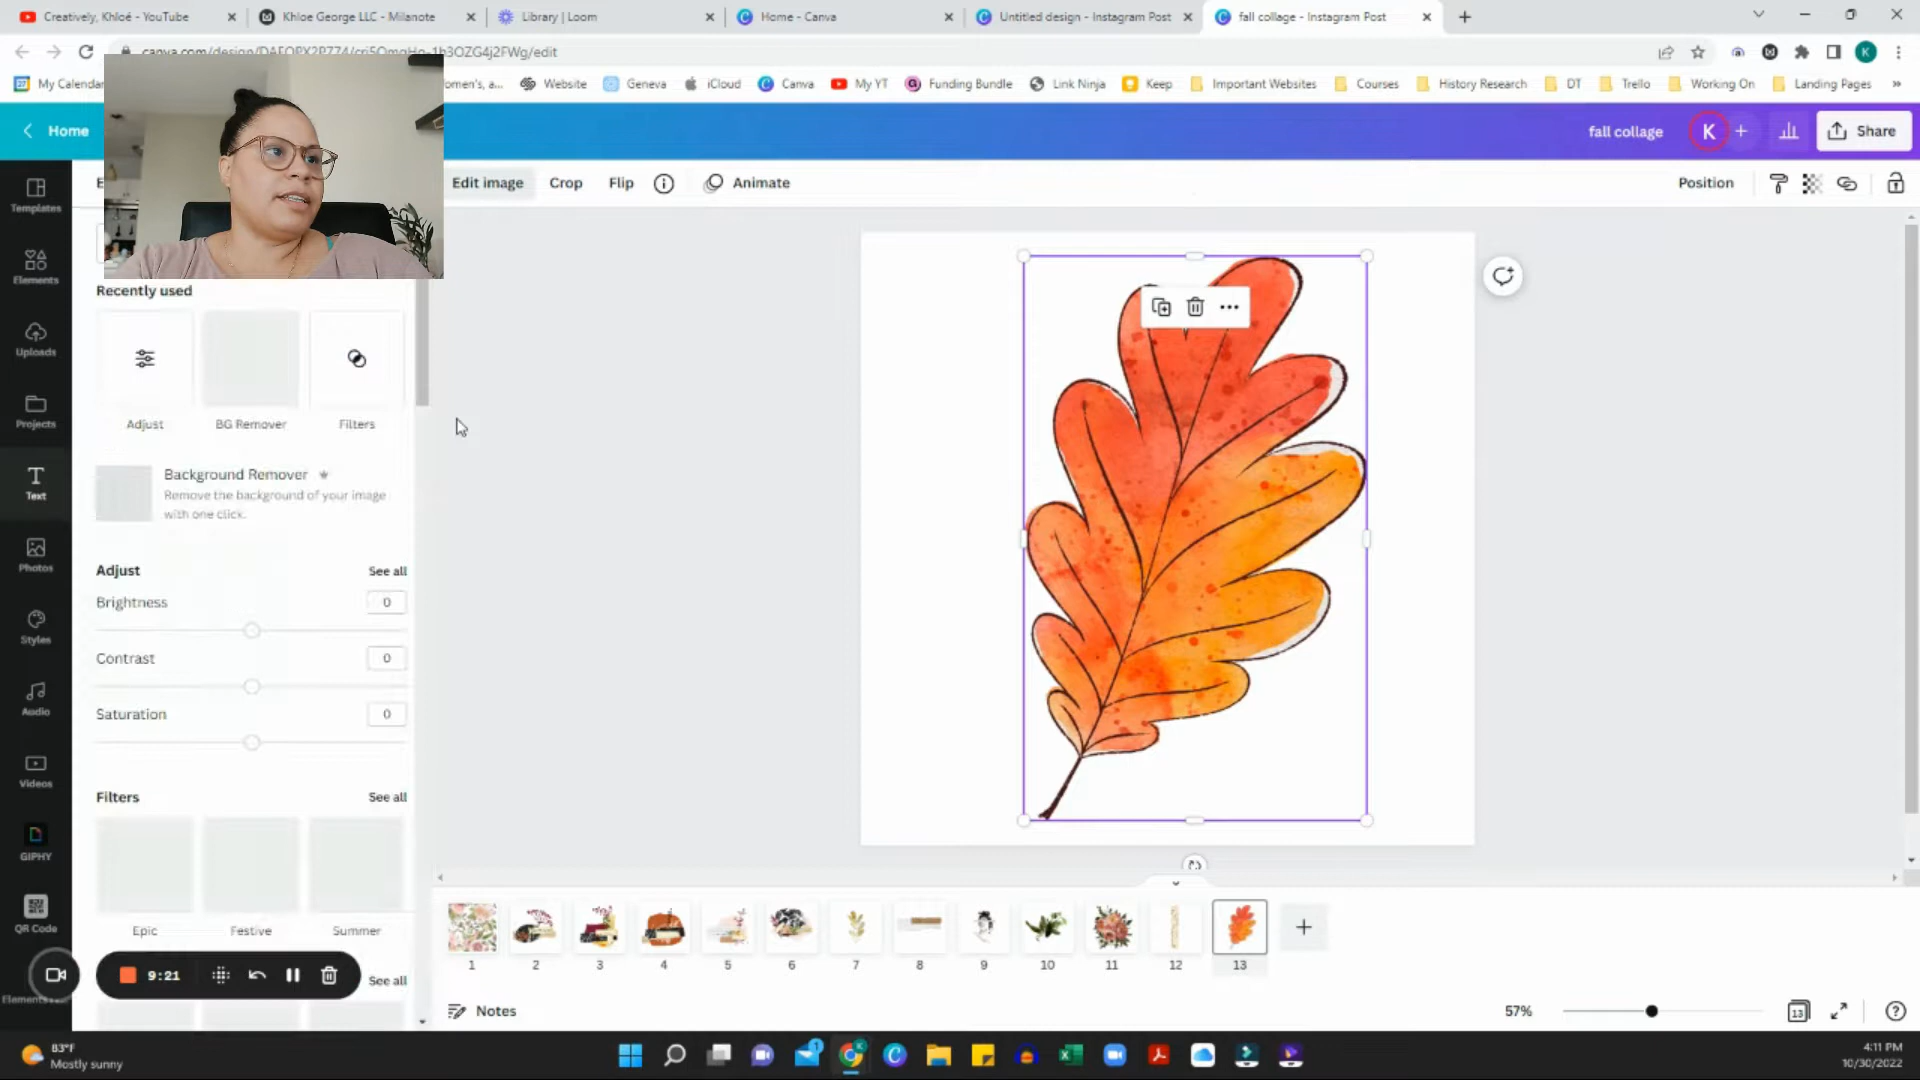 Creatively, Khloé - YouTube
Khloe George LLC - Milanote
Library | Loom
Home - Canva
Untitled design - Instagram Post
fall collage - Instagram Post
My Calendar
omen's, a...
Website
Geneva
iCloud
Canva
My YT
Funding Bundle
Link Ninja
Keep
Important Websites
Courses
History Research
DT
Trello
Working On
Landing Pages
»
Home
fall collage
K
+
Share
Edit image
Crop
Flip
Animate
Position
Templates
Elements
Uploads
Projects
Text
Photos
Styles
Audio
Videos
GIPHY
QR Code
Recently used
Adjust
BG Remover
Filters
Background Remover
Remove the background of your image
with one click.
Adjust
See all
Brightness
0
Contrast
0
Saturation
0
Filters
See all
Epic
Festive
Summer
9:21
See all
1
2
3
4
5
6
7
8
9
10
11
12
13
Notes
57%
13
83°F
Mostly sunny
4:11 PM
10/30/2022